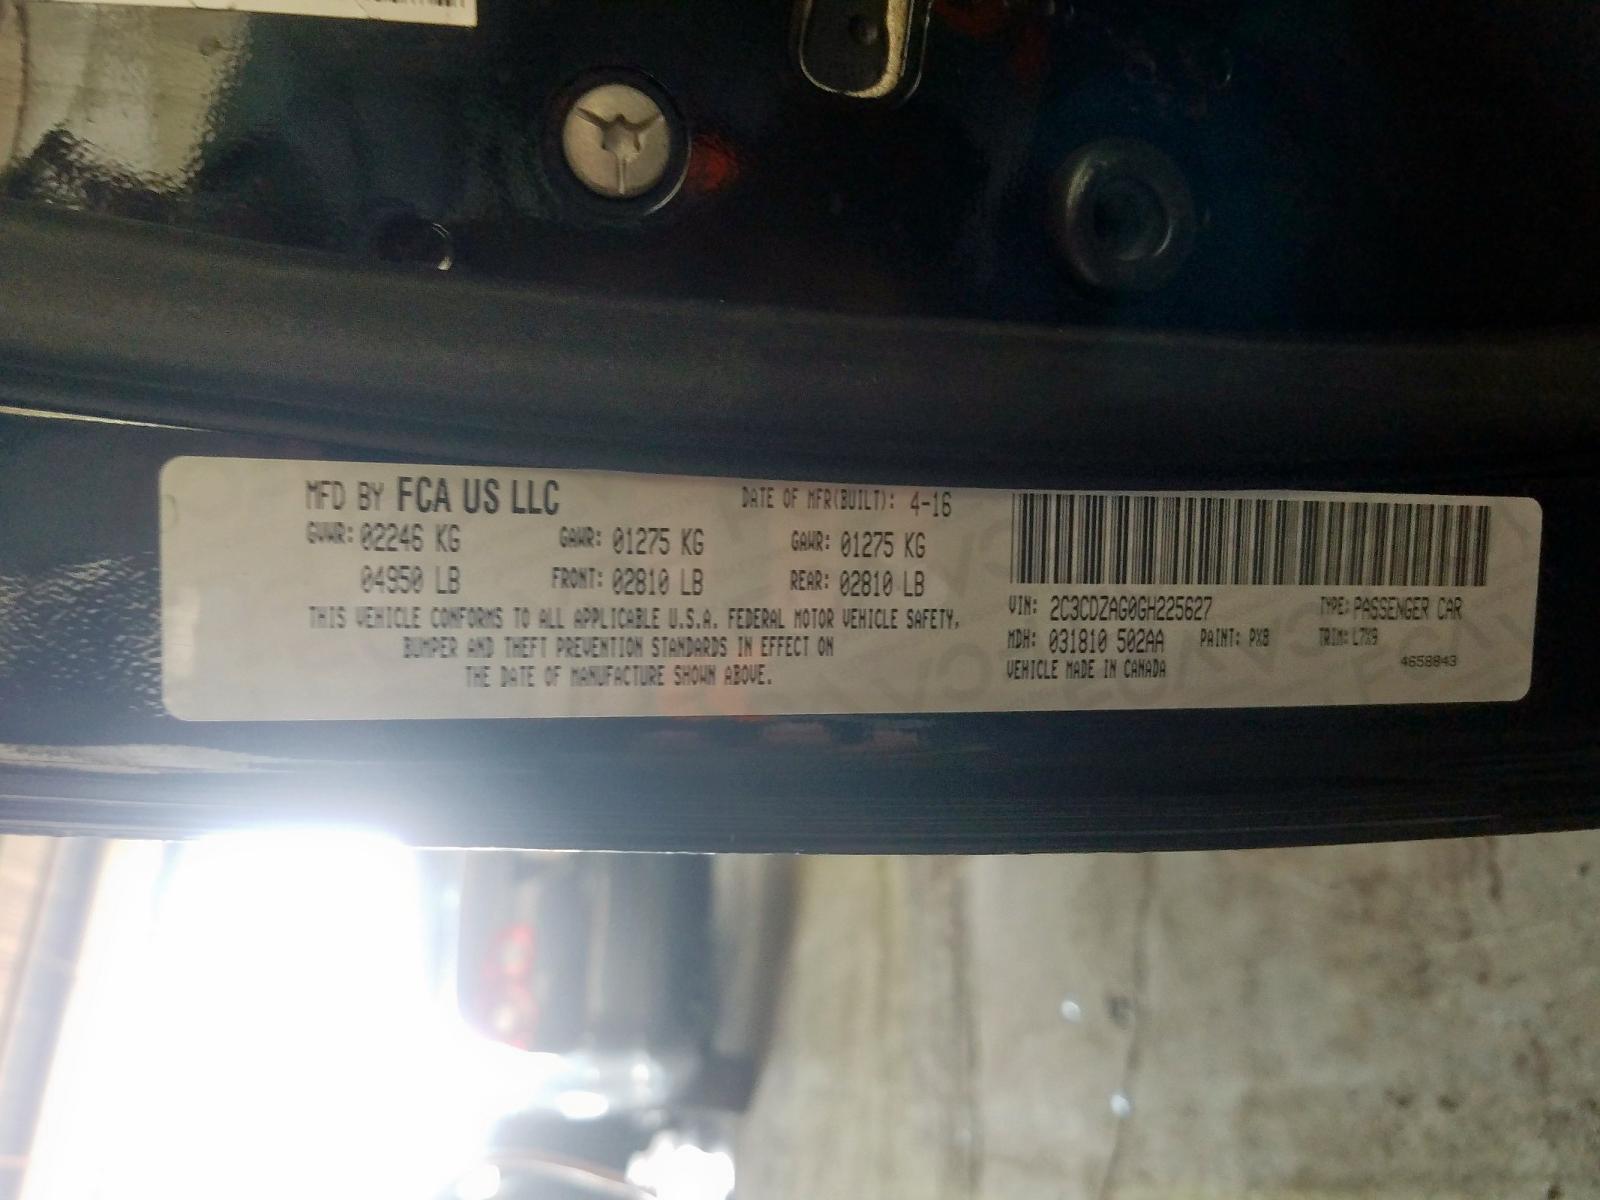 MFD BY FCA US LLC DATE OF MFR(BUILT): 4-16
GVWR: 02246 KG GAWR: 01275 KG GAWR: 01275 KG
04950 LB FRONT: 02810 LB REAR: 02810 LB
THIS VEHICLE CONFORMS TO ALL APPLICABLE U.S.A. FEDERAL MOTOR VEHICLE SAFETY,
BUMPER AND THEFT PREVENTION STANDARDS IN EFFECT ON
THE DATE OF MANUFACTURE SHOWN ABOVE.
VIN: 2C3CDZAG0GH225627 TYPE: PASSENGER CAR
MDH: 031810 502AA PAINT: PX8 TRIM: L7X9
VEHICLE MADE IN CANADA 4658843